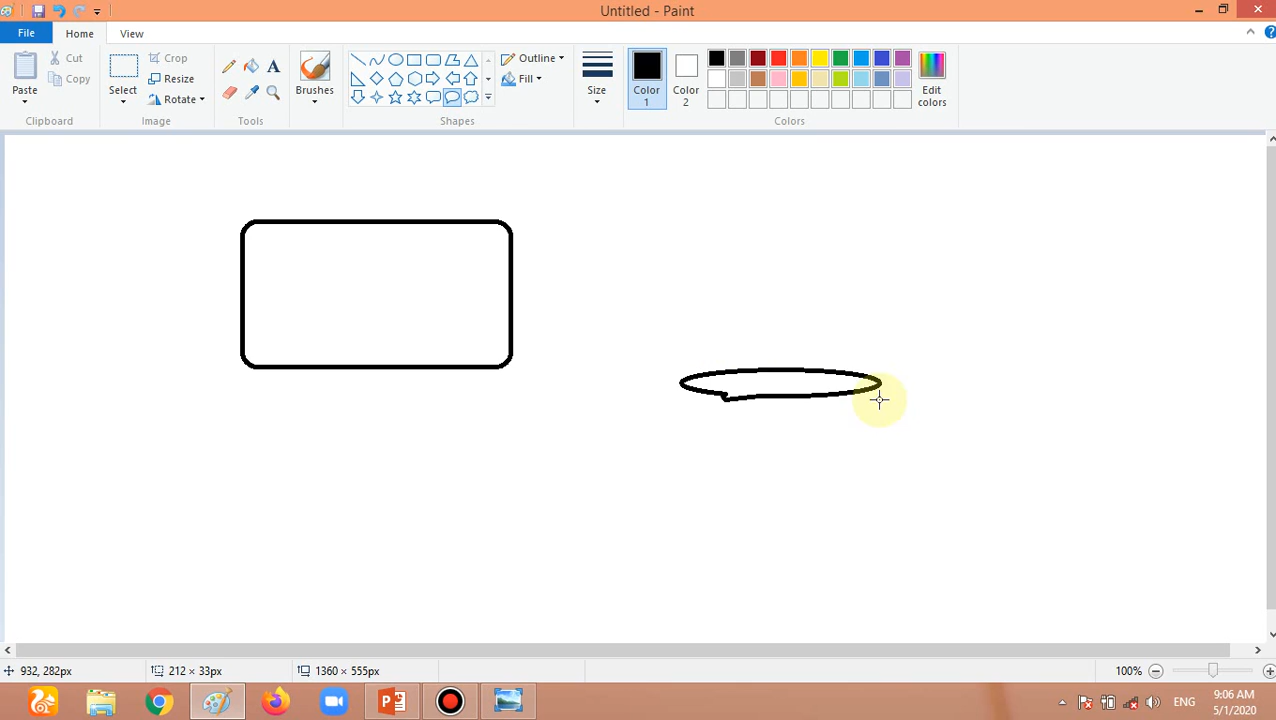 Untitled - Paint
File
Home
View
Paste
Cut
Copy
Clipboard
Select
Crop
Resize
Rotate
Image
Tools
Brushes
Shapes
Outline
Fill
Size
Color
1
Color
2
Edit
colors
Colors
932, 282px
212 × 33px
1360 × 555px
100%
ENG
9:06 AM
5/1/2020